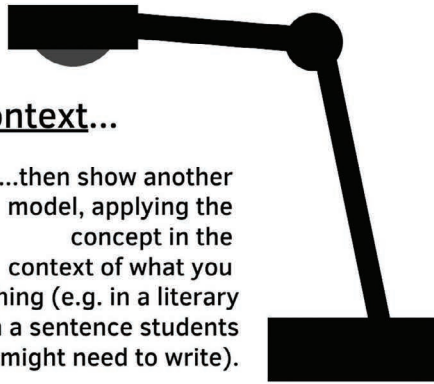 ontext...
...then show another
model, applying the
concept in the
context of what you
ning (e.g. in a literary
a sentence students
might need to write).